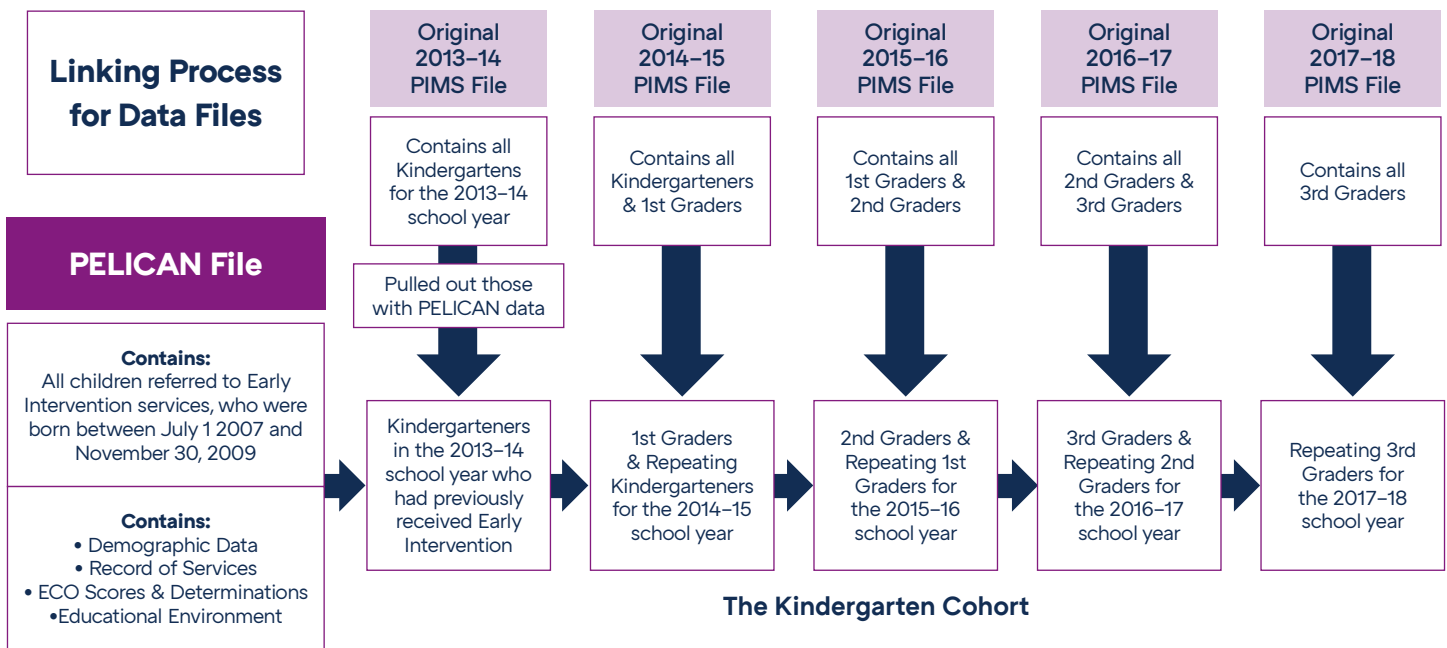 Linking Process
for Data Files
PELICAN File
Contains:
All children referred to Early
Intervention services, who were
born between July 1 2007 and
November 30, 2009
Contains:
• Demographic Data
• Record of Services
• ECO Scores & Determinations
•Educational Environment
Original
2013–14
PIMS File
Contains all
Kindergartens
for the 2013–14
school year
Pulled out those
with PELICAN data
Kindergarteners
in the 2013–14
school year who
had previously
received Early
Intervention
Original
2014–15
PIMS File
Contains all
Kindergarteners
& 1st Graders
1st Graders
& Repeating
Kindergarteners
for the 2014–15
school year
Original
2015–16
PIMS File
Contains all
1st Graders &
2nd Graders
2nd Graders &
Repeating 1st
Graders for
the 2015–16
school year
Original
2016–17
PIMS File
Contains all
2nd Graders &
3rd Graders
3rd Graders &
Repeating 2nd
Graders for
the 2016–17
school year
Original
2017–18
PIMS File
Contains all
3rd Graders
Repeating 3rd
Graders for
the 2017–18
school year
The Kindergarten Cohort